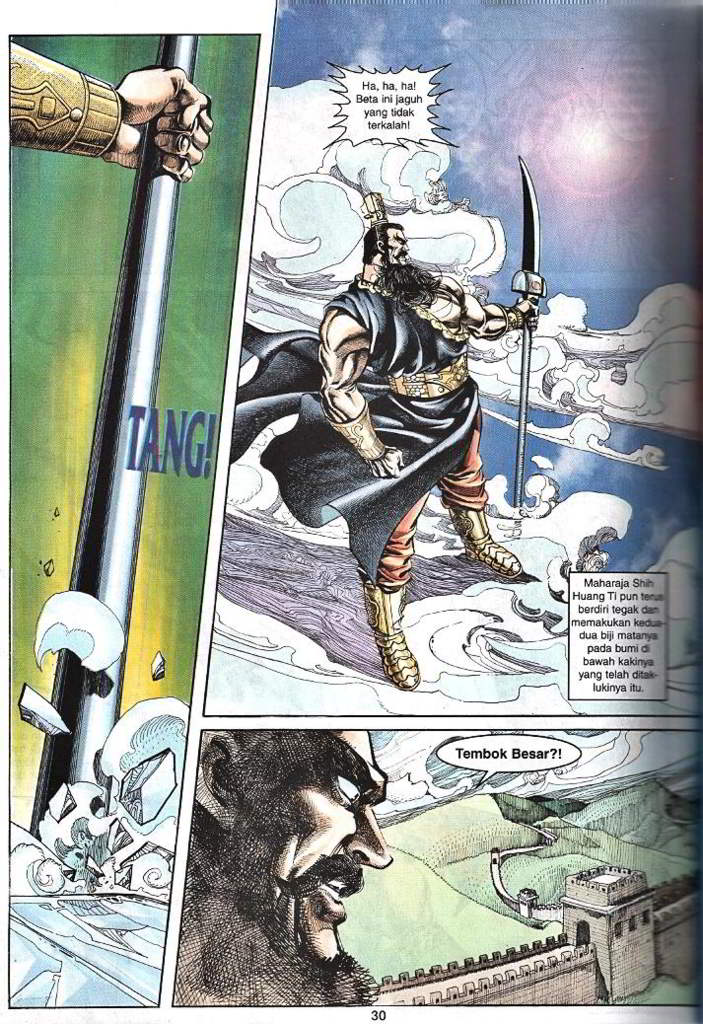 TANG!
Ha, ha, ha!
Beta ini jaguh
yang tidak
terkalah!
Maharaja Shih
Huang Ti pun terus
berdiri tegak dan
memakukan kedua-
dua biji matanya
pada bumi di
bawah kakinya
yang telah ditak-
lukinya itu.
Tembok Besar?!
30